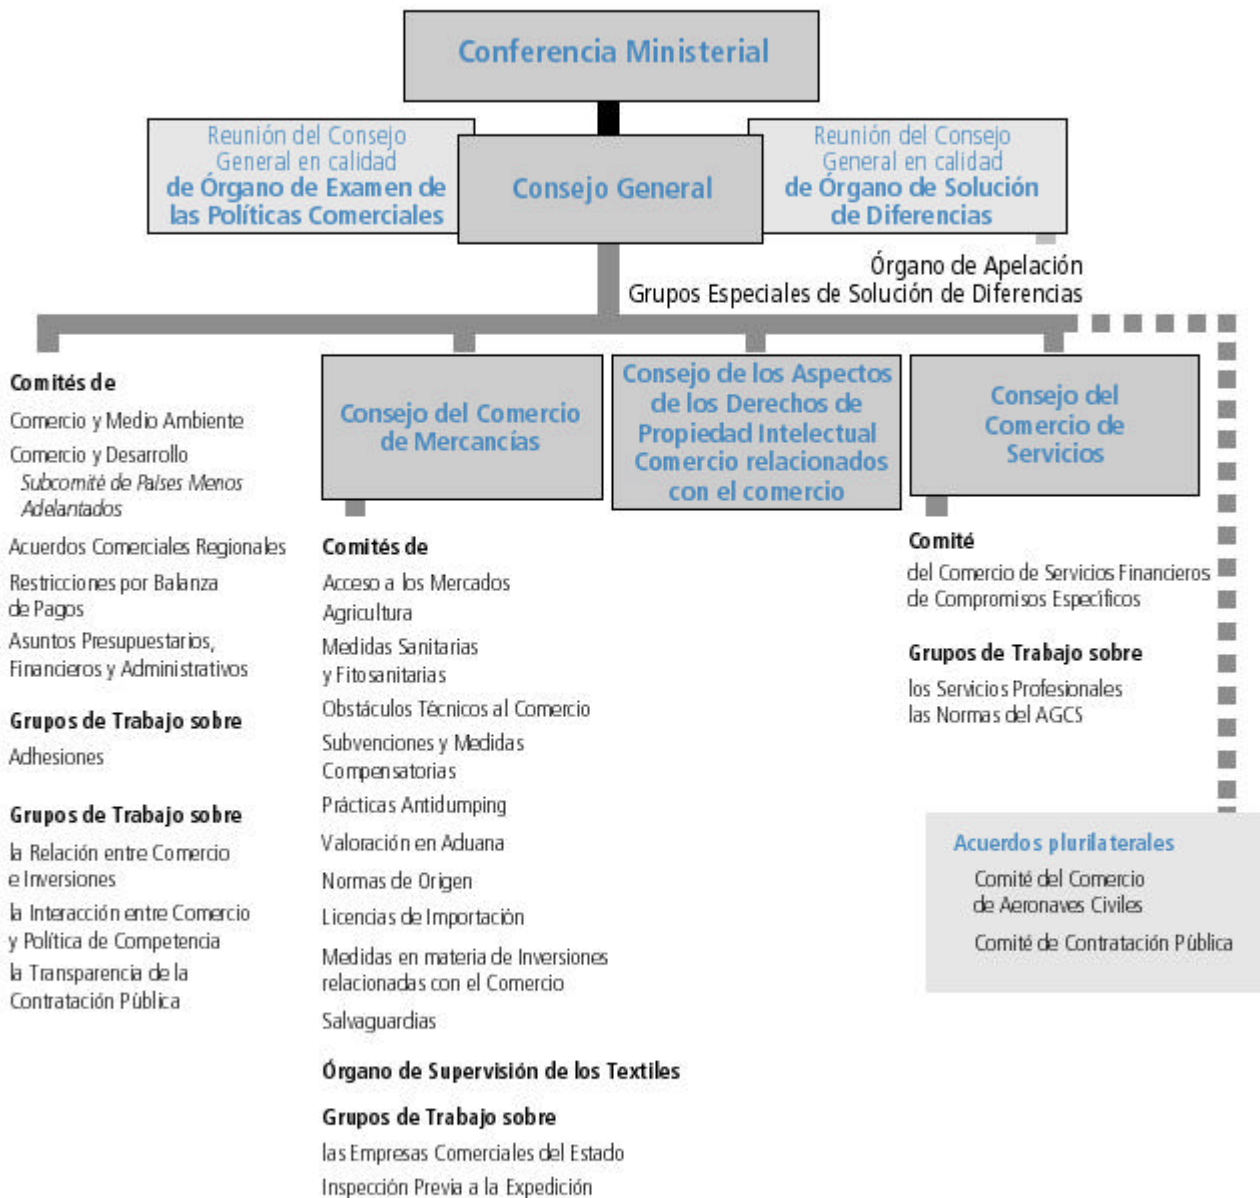 Conferencia Ministerial
Reunión del Consejo
General en calidad
de Órgano de Examen de
las Políticas Comerciales
Consejo General
Reunión del Consejo
General en calidad
de Órgano de Solución
de Diferencias
Órgano de Apelación
Grupos Especiales de Solución de Diferencias
Comités de
Comercio y Medio Ambiente
Comercio y Desarrollo
Subcomité de Países Menos
Adelantados
Acuerdos Comerciales Regionales
Restricciones por Balanza
de Pagos
Asuntos Presupuestarios,
Financieros y Administrativos
Grupos de Trabajo sobre
Adhesiones
Grupos de Trabajo sobre
la Relación entre Comercio
e Inversiones
la Interacción entre Comercio
y Política de Competencia
la Transparencia de la
Contratación Pública
Consejo del Comercio
de Mercancías
Comités de
Acceso a los Mercados
Agricultura
Medidas Sanitarias
y Fitosanitarias
Obstáculos Técnicos al Comercio
Subvenciones y Medidas
Compensatorias
Prácticas Antidumping
Valoración en Aduana
Normas de Origen
Licencias de Importación
Medidas en materia de Inversiones
relacionadas con el Comercio
Salvaguardias
Órgano de Supervisión de los Textiles
Grupos de Trabajo sobre
las Empresas Comerciales del Estado
Inspección Previa a la Expedición
Consejo de los Aspectos
de los Derechos de
Propiedad Intelectual
Comercio relacionados
con el comercio
Consejo del
Comercio de
Servicios
Comité
del Comercio de Servicios Financieros
de Compromisos Específicos
Grupos de Trabajo sobre
los Servicios Profesionales
las Normas del AGCS
Acuerdos plurilaterales
Comité del Comercio
de Aeronaves Civiles
Comité de Contratación Pública